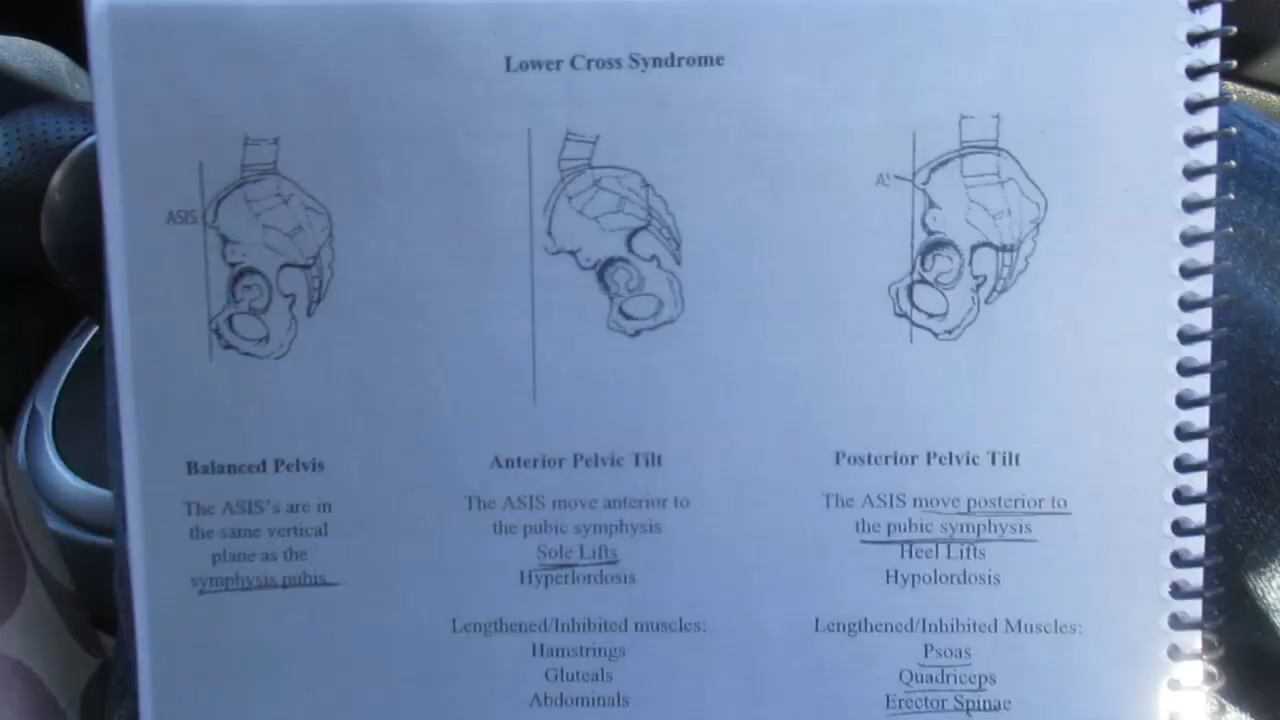 Lower Cross Syndrome
ASIS
Balanced Pelvis
The ASIS's are in
the same vertical
plane as the
symphysis pubis
Anterior Pelvic Tilt
The ASIS move anterior to
the pubic symphysis
Sole Lifts
Hyperlordosis
Lengthened/Inhibited muscles:
Hamstrings
Gluteals
Abdominals
Posterior Pelvic Tilt
The ASIS move posterior to
the pubic symphysis
Heel Lifts
Hypolordosis
Lengthened/Inhibited Muscles:
Psoas
Quadriceps
Erector Spinae